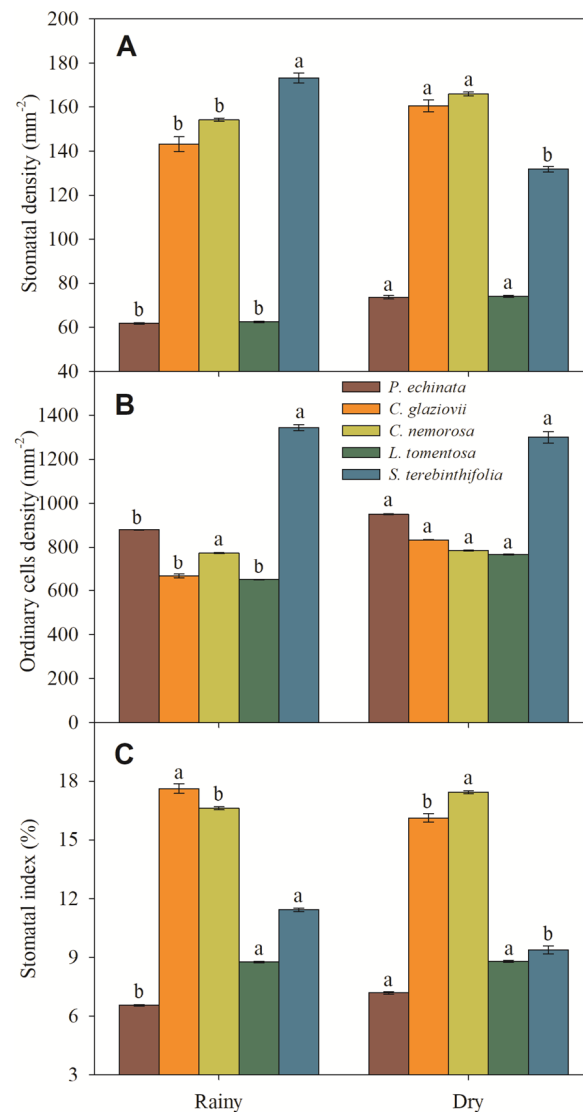 A
Stomatal density (mm-2)
200
180
160
140
120
100
80
60
40
b
b
b
b
a
a
a
a
a
b
B
Ordinary cells density (mm-2)
1400
1200
1000
800
600
400
200
0
b
b
a
b
a
a
a
a
a
a
P. echinata
C. glaziovii
C. nemorosa
L. tomentosa
S. terebinthifolia
C
Stomatal index (%)
18
15
12
9
6
3
b
a
b
a
a
a
b
a
a
b
Rainy
Dry